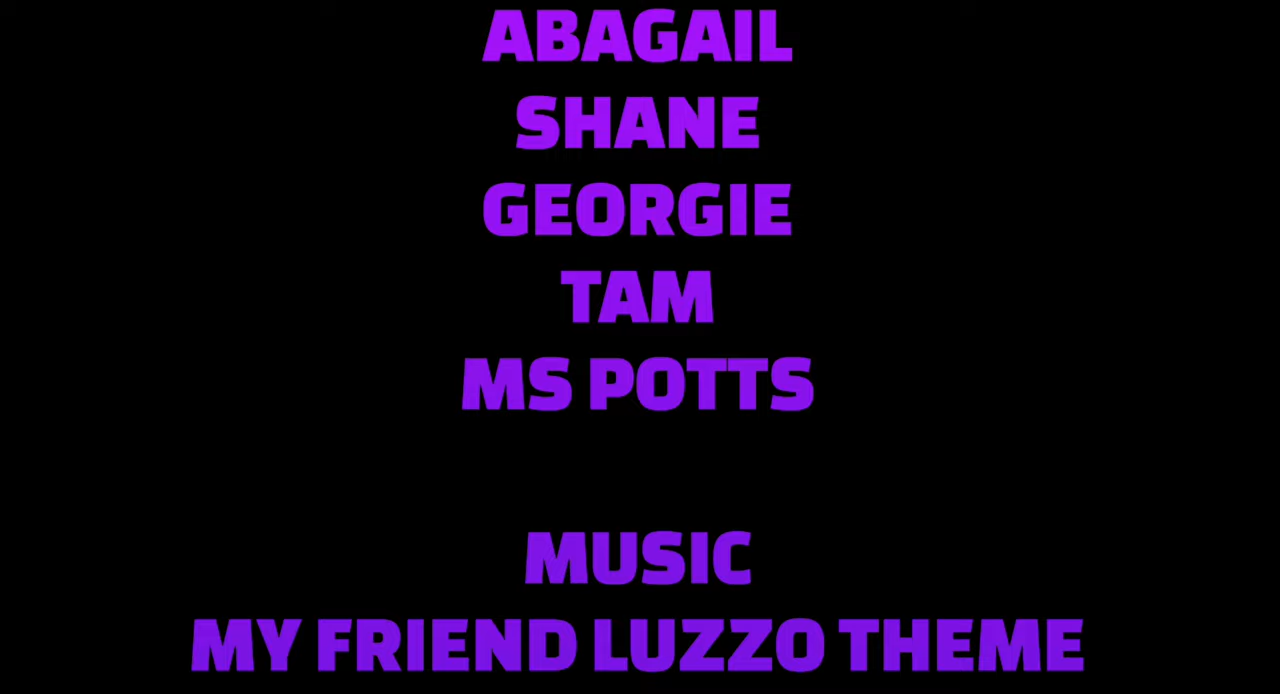 ABAGAIL
SHANE
GEORGIE
TAM
MS POTTS
MUSIC
MY FRIEND LUZZO THEME